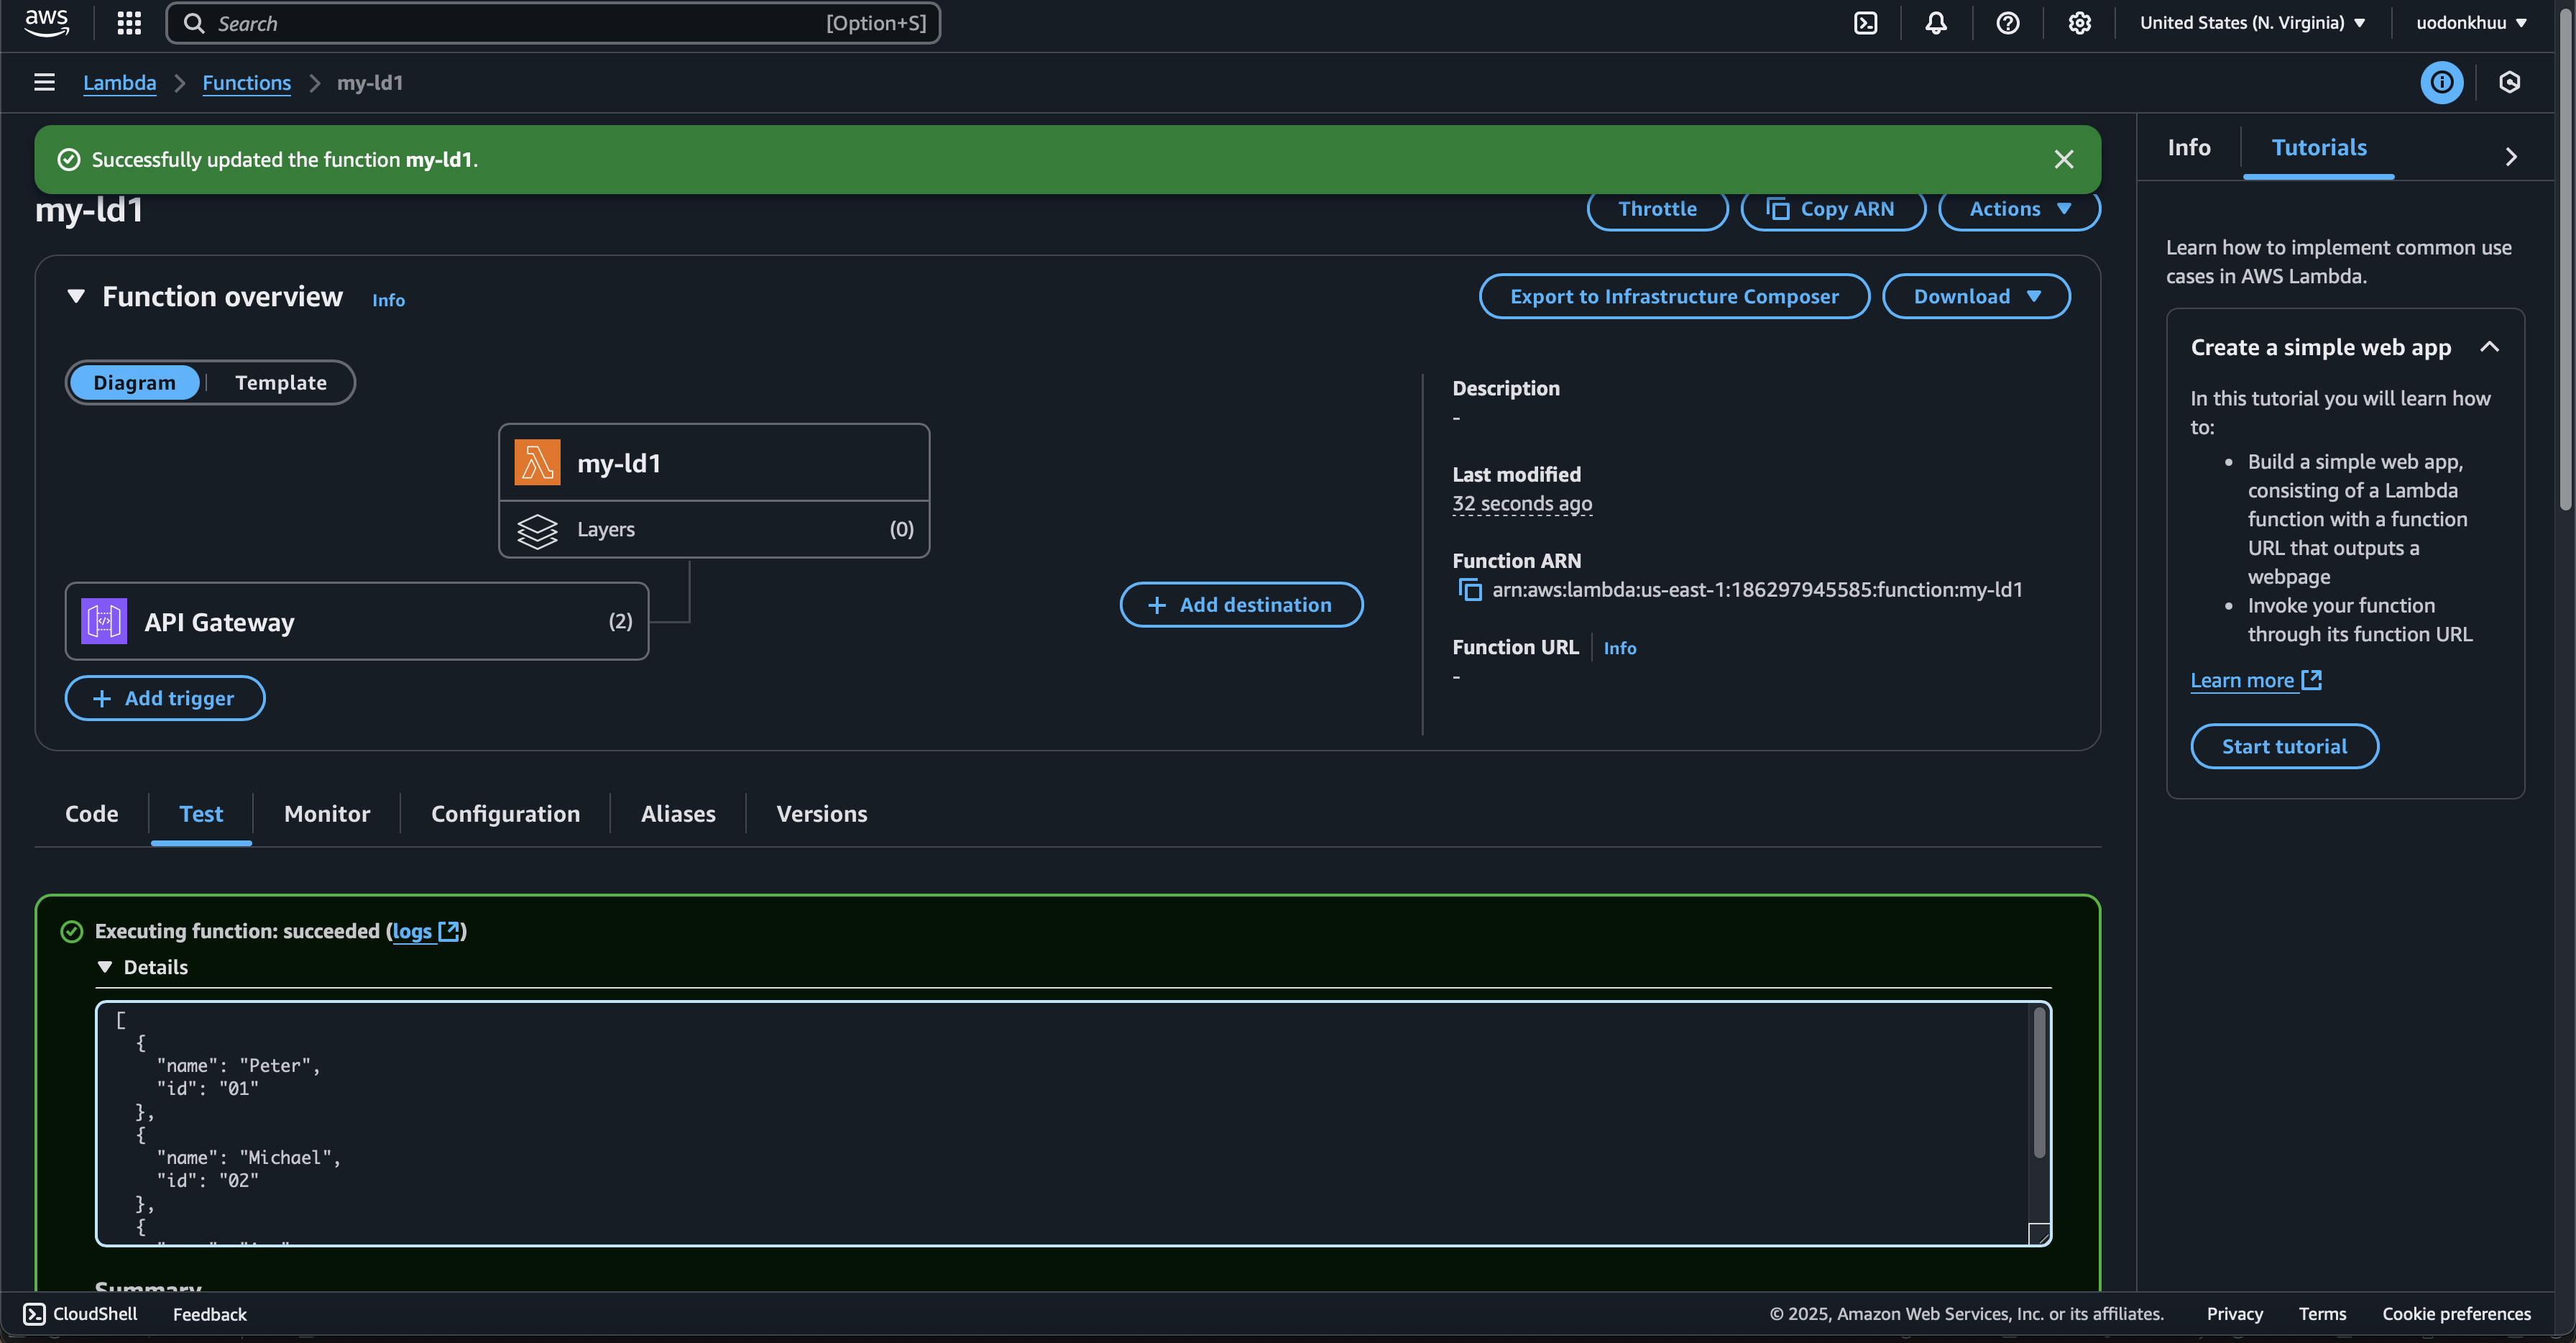 aws
Search
[Option+S]
United States (N. Virginia)
uodonkhuu
Lambda
Functions
my-ld1
Successfully updated the function my-ld1.
my-ld1
Throttle
Copy ARN
Actions
Function overview
Info
Export to Infrastructure Composer
Download
Diagram
Template
my-ld1
Layers
(0)
API Gateway
(2)
Add destination
Add trigger
Description
-
Last modified
32 seconds ago
Function ARN
arn:aws:lambda:us-east-1:186297945585:function:my-ld1
Function URL
Info
-
Code
Test
Monitor
Configuration
Aliases
Versions
Executing function: succeeded (logs)
Details
[
{
"name": "Peter",
"id": "01"
},
{
"name": "Michael",
"id": "02"
},
{
Summary
Info
Tutorials
Learn how to implement common use
cases in AWS Lambda.
Create a simple web app
In this tutorial you will learn how
to:
• Build a simple web app,
consisting of a Lambda
function with a function
URL that outputs a
webpage
• Invoke your function
through its function URL
Learn more
Start tutorial
CloudShell
Feedback
© 2025, Amazon Web Services, Inc. or its affiliates.
Privacy
Terms
Cookie preferences